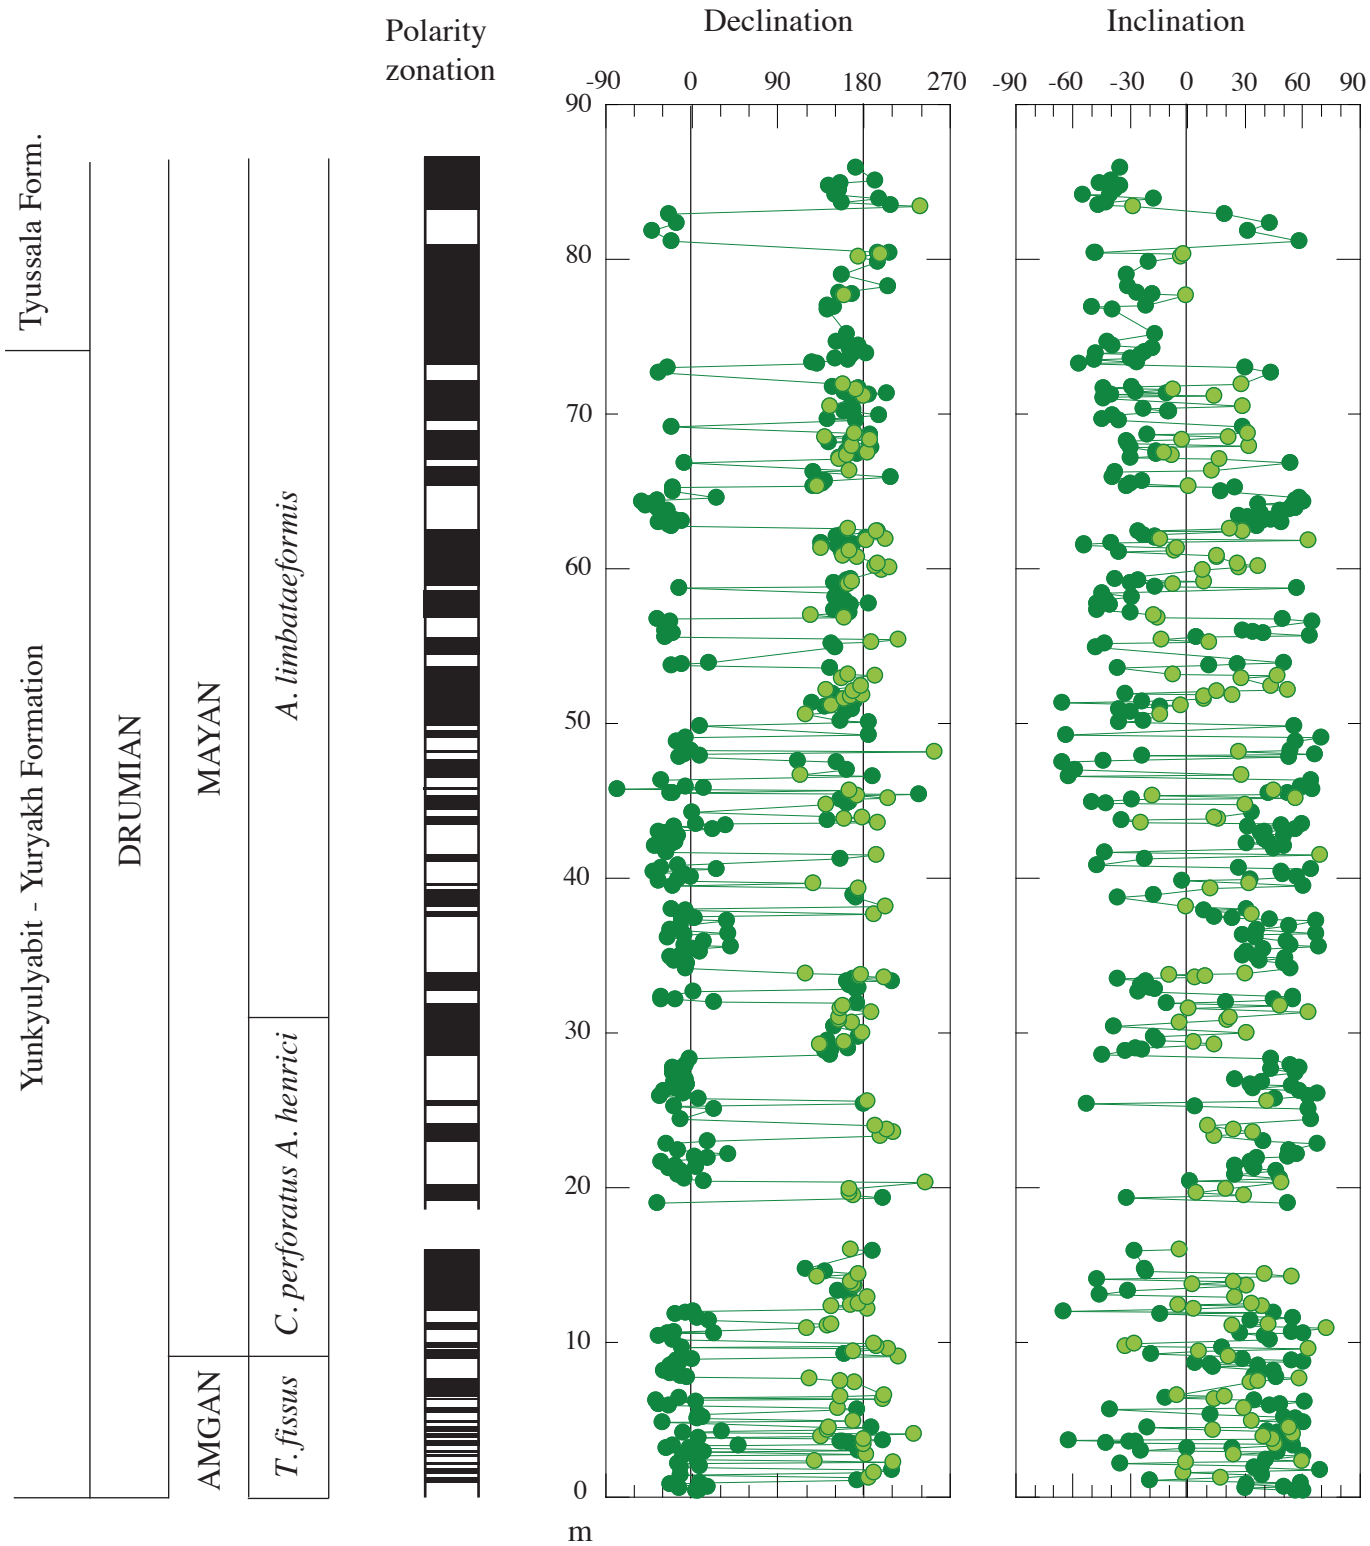 Declination
Inclination
Polarity
zonation
-90 0 90 180 270
-90 -60 -30 0 30 60 90
90
80
70
60
50
40
30
20
10
0
m
Tyussala Form.
Yunkyulyabit - Yuryakh Formation
DRUMIAN
MAYAN
AMGAN
A. limbataeformis
C. perforatus A. henrici
T. fissus